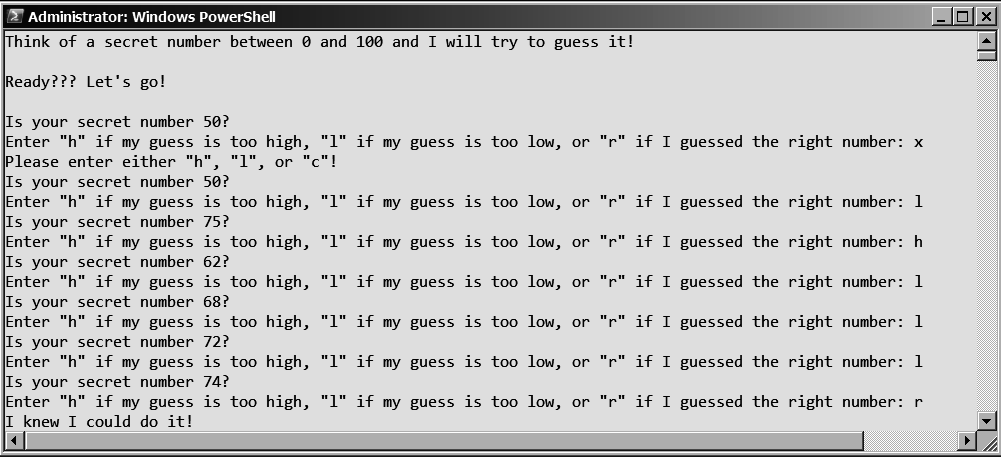 Administrator: Windows PowerShell
Think of a secret number between 0 and 100 and I will try to guess it!
Ready??? Let's go!
Is your secret number 50?
Enter "h" if my guess is too high, "l" if my guess is too low, or "r" if I guessed the right number: x
Please enter either "h", "l", or "c"!
Is your secret number 50?
Enter "h" if my guess is too high, "l" if my guess is too low, or "r" if I guessed the right number: l
Is your secret number 75?
Enter "h" if my guess is too high, "l" if my guess is too low, or "r" if I guessed the right number: h
Is your secret number 62?
Enter "h" if my guess is too high, "l" if my guess is too low, or "r" if I guessed the right number: l
Is your secret number 68?
Enter "h" if my guess is too high, "l" if my guess is too low, or "r" if I guessed the right number: l
Is your secret number 72?
Enter "h" if my guess is too high, "l" if my guess is too low, or "r" if I guessed the right number: l
Is your secret number 74?
Enter "h" if my guess is too high, "l" if my guess is too low, or "r" if I guessed the right number: r
I knew I could do it!